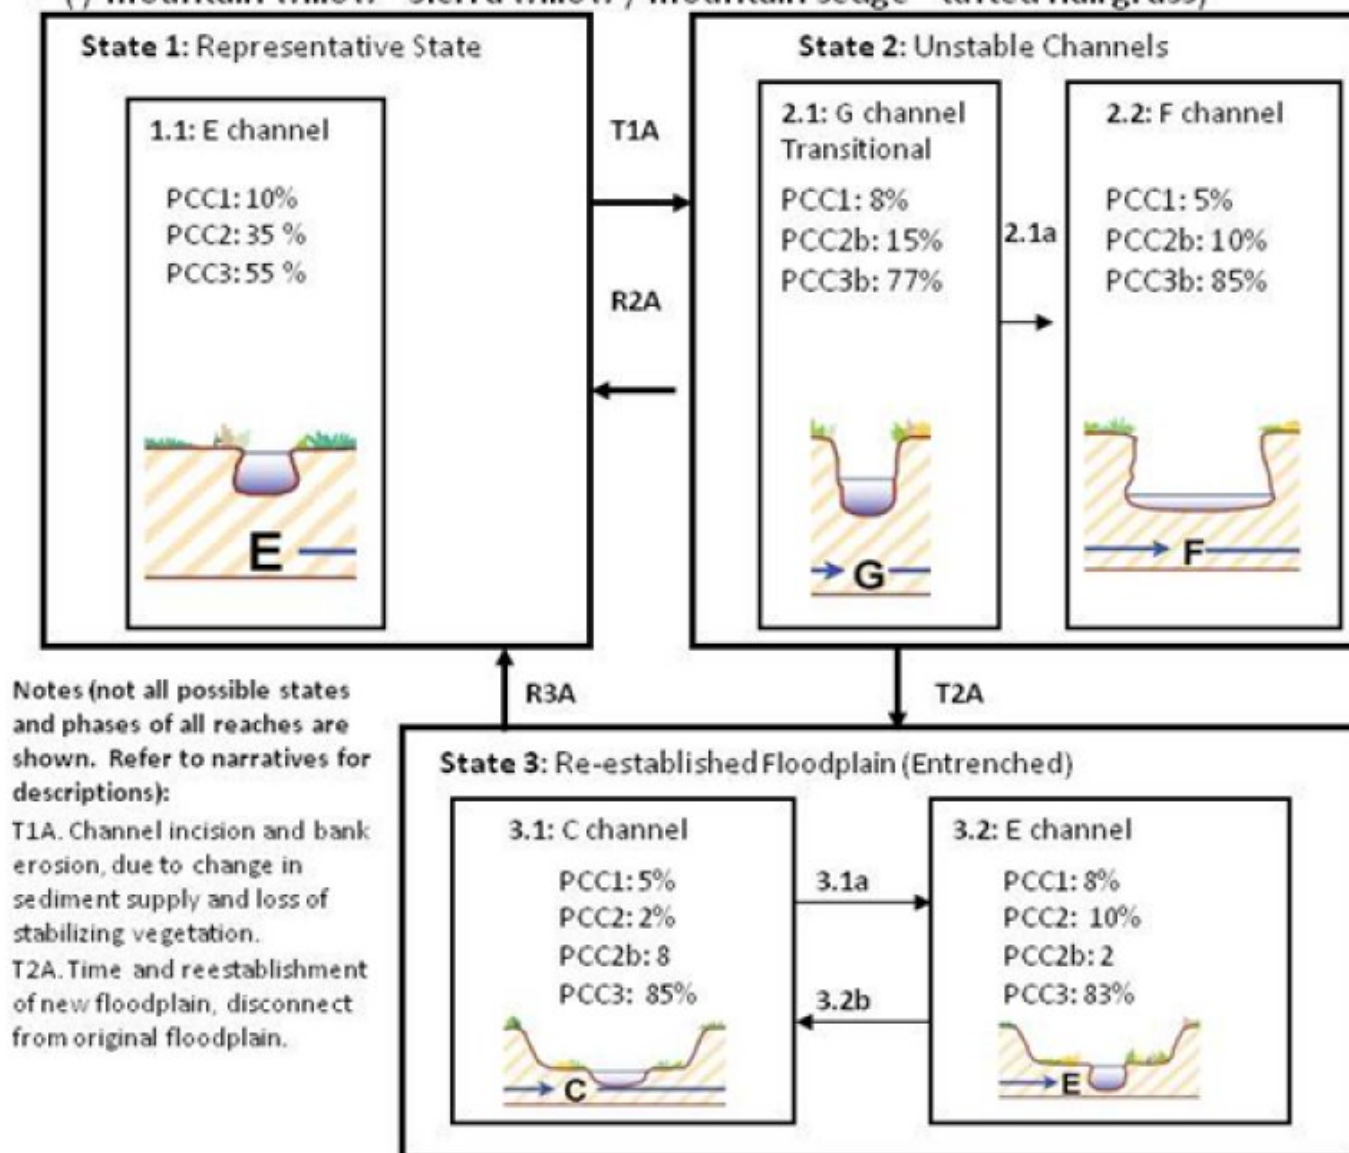 State 1: Representative State
1.1: E channel
PCC1: 10%
PCC2: 35 %
PCC3: 55 %
E
T1A
R2A
State 2: Unstable Channels
2.1: G channel
Transitional
PCC1: 8%
PCC2b: 15%
PCC3b: 77%
G
2.1a
2.2: F channel
PCC1: 5%
PCC2b: 10%
PCC3b: 85%
F
R3A
T2A
Notes (not all possible states
and phases of all reaches are
shown. Refer to narratives for
descriptions):
T1A. Channel incision and bank
erosion, due to change in
sediment supply and loss of
stabilizing vegetation.
T2A. Time and reestablishment
of new floodplain, disconnect
from original floodplain.
State 3: Re-established Floodplain (Entrenched)
3.1: C channel
PCC1: 5%
PCC2: 2%
PCC2b: 8
PCC3: 85%
C
3.1a
3.2b
3.2: E channel
PCC1: 8%
PCC2: 10%
PCC2b: 2
PCC3: 83%
E